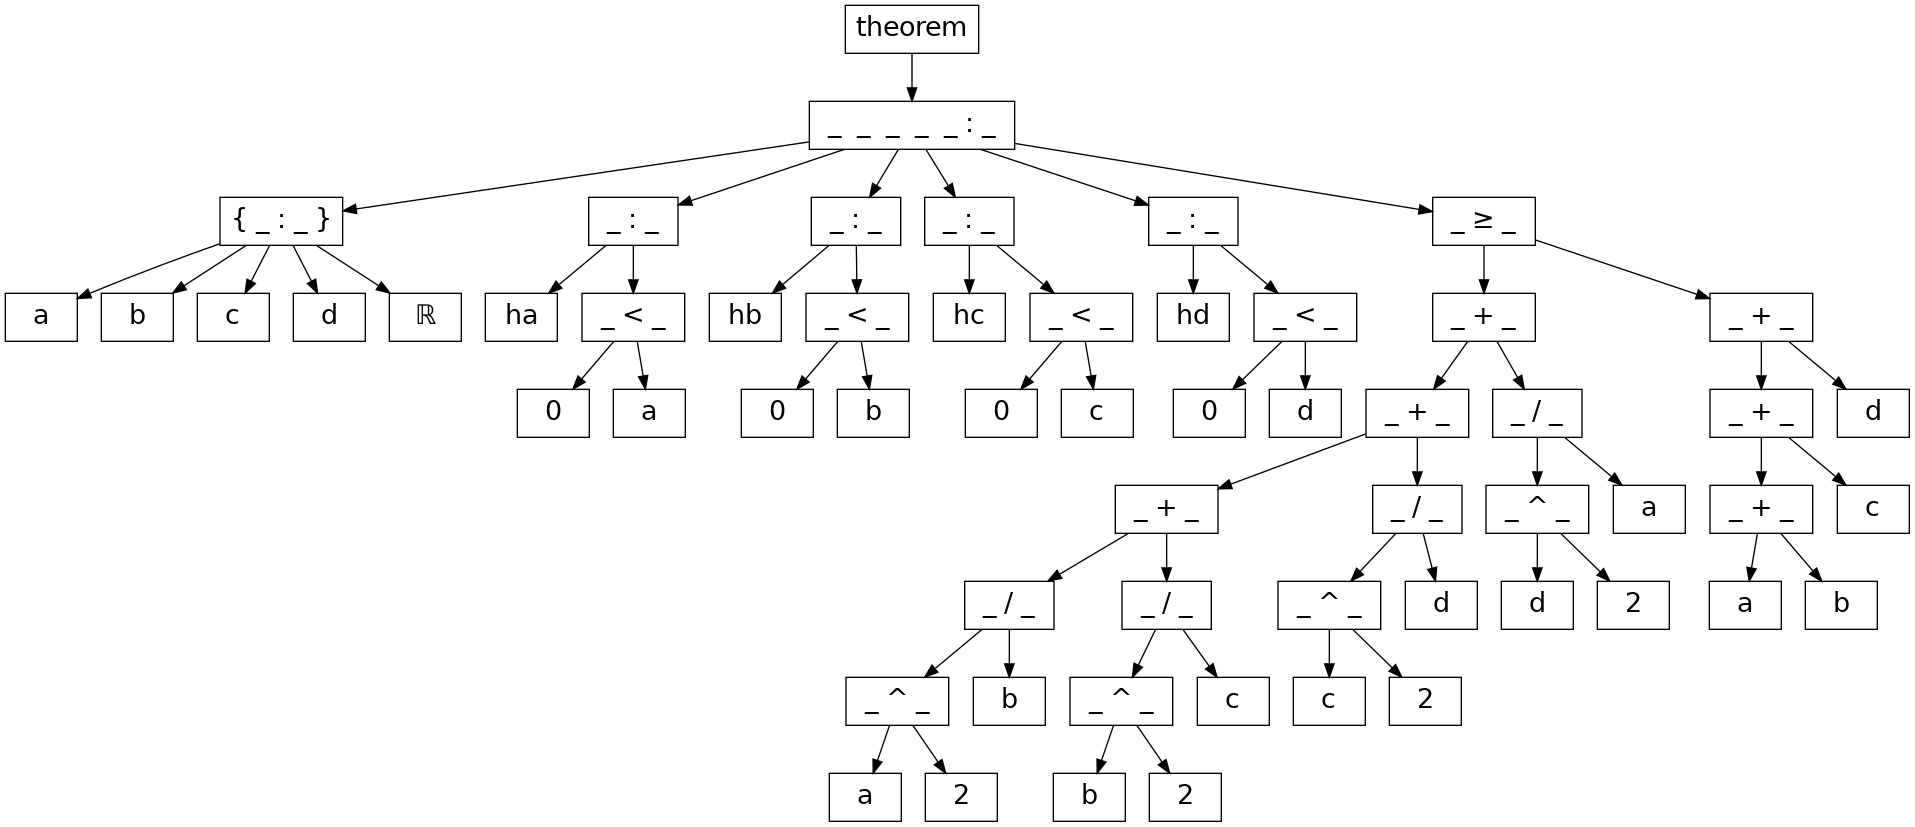 theorem
_ _ _ _ _ : _
{ _ : _ } _ : _ _ : _ _ : _ _ : _ _ ≥ _
a b c d ℝ ha _ < _ hb _ < _ hc _ < _ hd _ < _ _ + _ _ + _
0 a 0 b 0 c 0 d _ + _ _ / _ _ + _ d
_ + _ _ / _ _ ^ _ a _ + _ c
_ / _ _ / _ _ ^ _ d d 2 a b
_ ^ _ b _ ^ _ c c 2
a 2 b 2